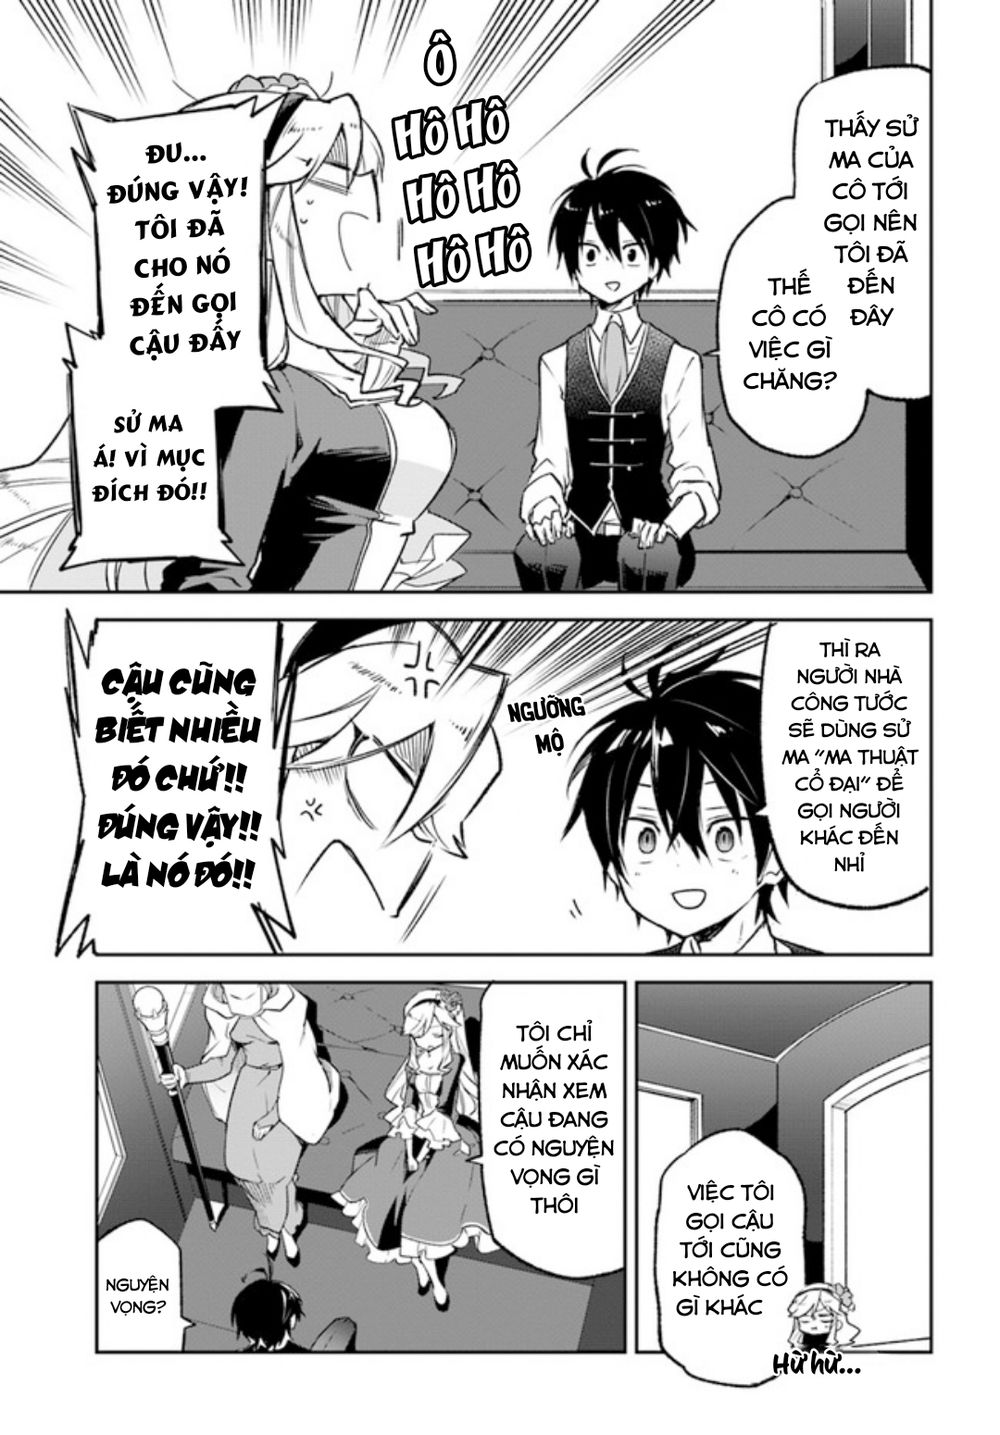 THẤY SỬ
MA CỦA
CÔ TỚI
GỌI NÊN
TÔI ĐÃ
ĐẾN
ĐÂY
THẾ
CÔ CÓ
VIỆC GÌ
CHĂNG?
Ô
HÔ HÔ
HÔ HÔ
HÔ HÔ
ĐU...
ĐÚNG VẬY!
TÔI ĐÃ
CHO NÓ
ĐẾN GỌI
CẬU ĐẤY
SỬ MA
Á! VÌ MỤC
ĐÍCH ĐÓ!!
THÌ RA
NGƯỜI NHÀ
CÔNG TƯỚC
SẼ DÙNG SỬ
MA "MA THUẬT
CỔ ĐẠI" ĐỂ
GỌI NGƯỜI
KHÁC ĐẾN
NHỈ
NGƯỠNG
MỘ
CẬU CŨNG
BIẾT NHIỀU
ĐÓ CHỨ!!
ĐÚNG VẬY!!
LÀ NÓ ĐÓ!!
VIỆC TÔI
GỌI CẬU
TỚI CŨNG
KHÔNG CÓ
GÌ KHÁC
Hừ hừ...
TÔI CHỈ
MUỐN XÁC
NHẬN XEM
CẬU ĐANG
CÓ NGUYỆN
VỌNG GÌ
THÔI
NGUYỆN
VỌNG?